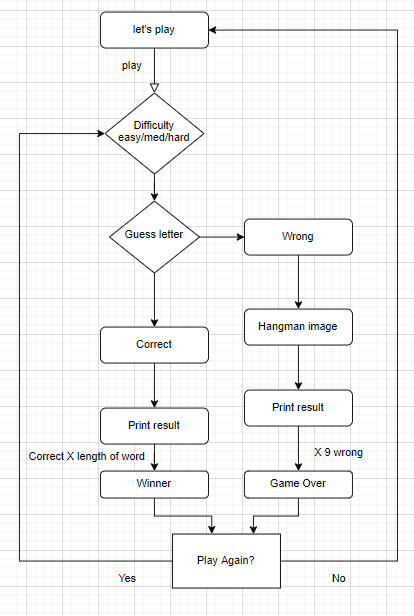 let's play
play
Difficulty
easy/med/hard
Guess letter
Wrong
Correct
Hangman image
Print result
Print result
Correct X length of word
X 9 wrong
Winner
Game Over
Play Again?
Yes
No